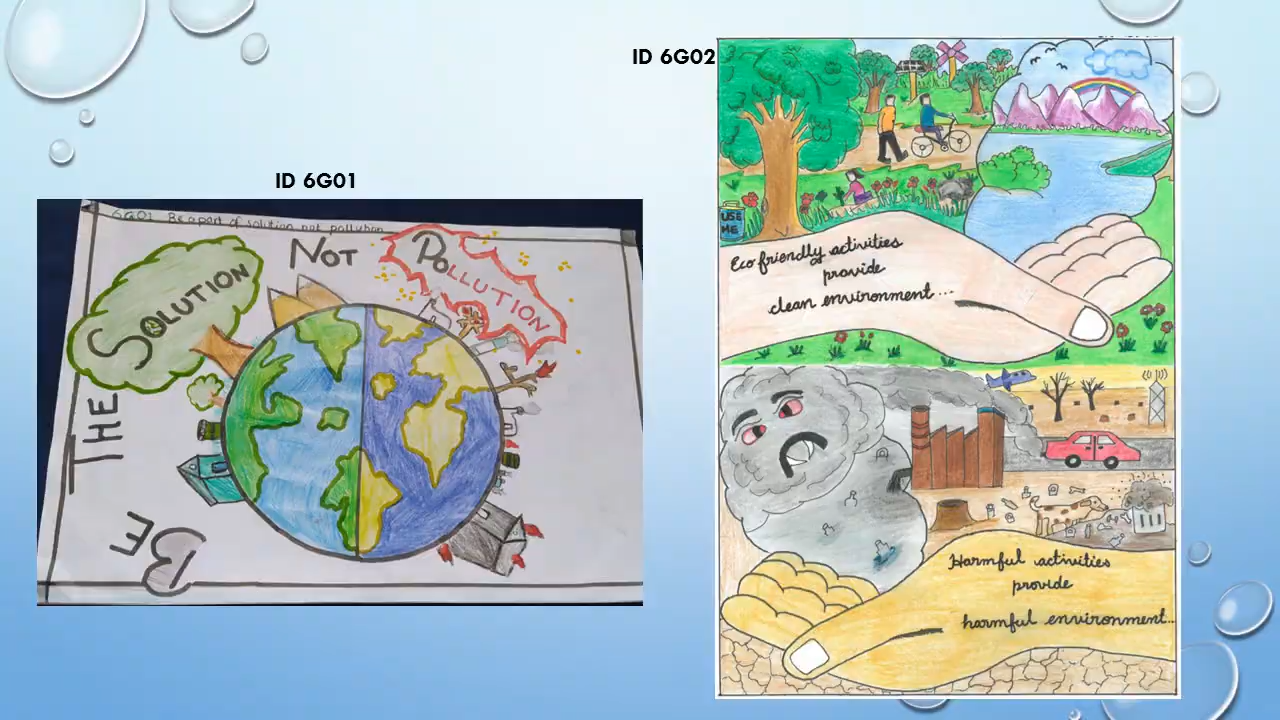 ID 6G02
ID 6G01
6G01 Be a part of solution not pollution
BE
THE
SOLUTION
NOT
POLLUTION
USE
ME
Eco friendly activities
provide
clean environment...
Harmful activities
provide
harmful environment...